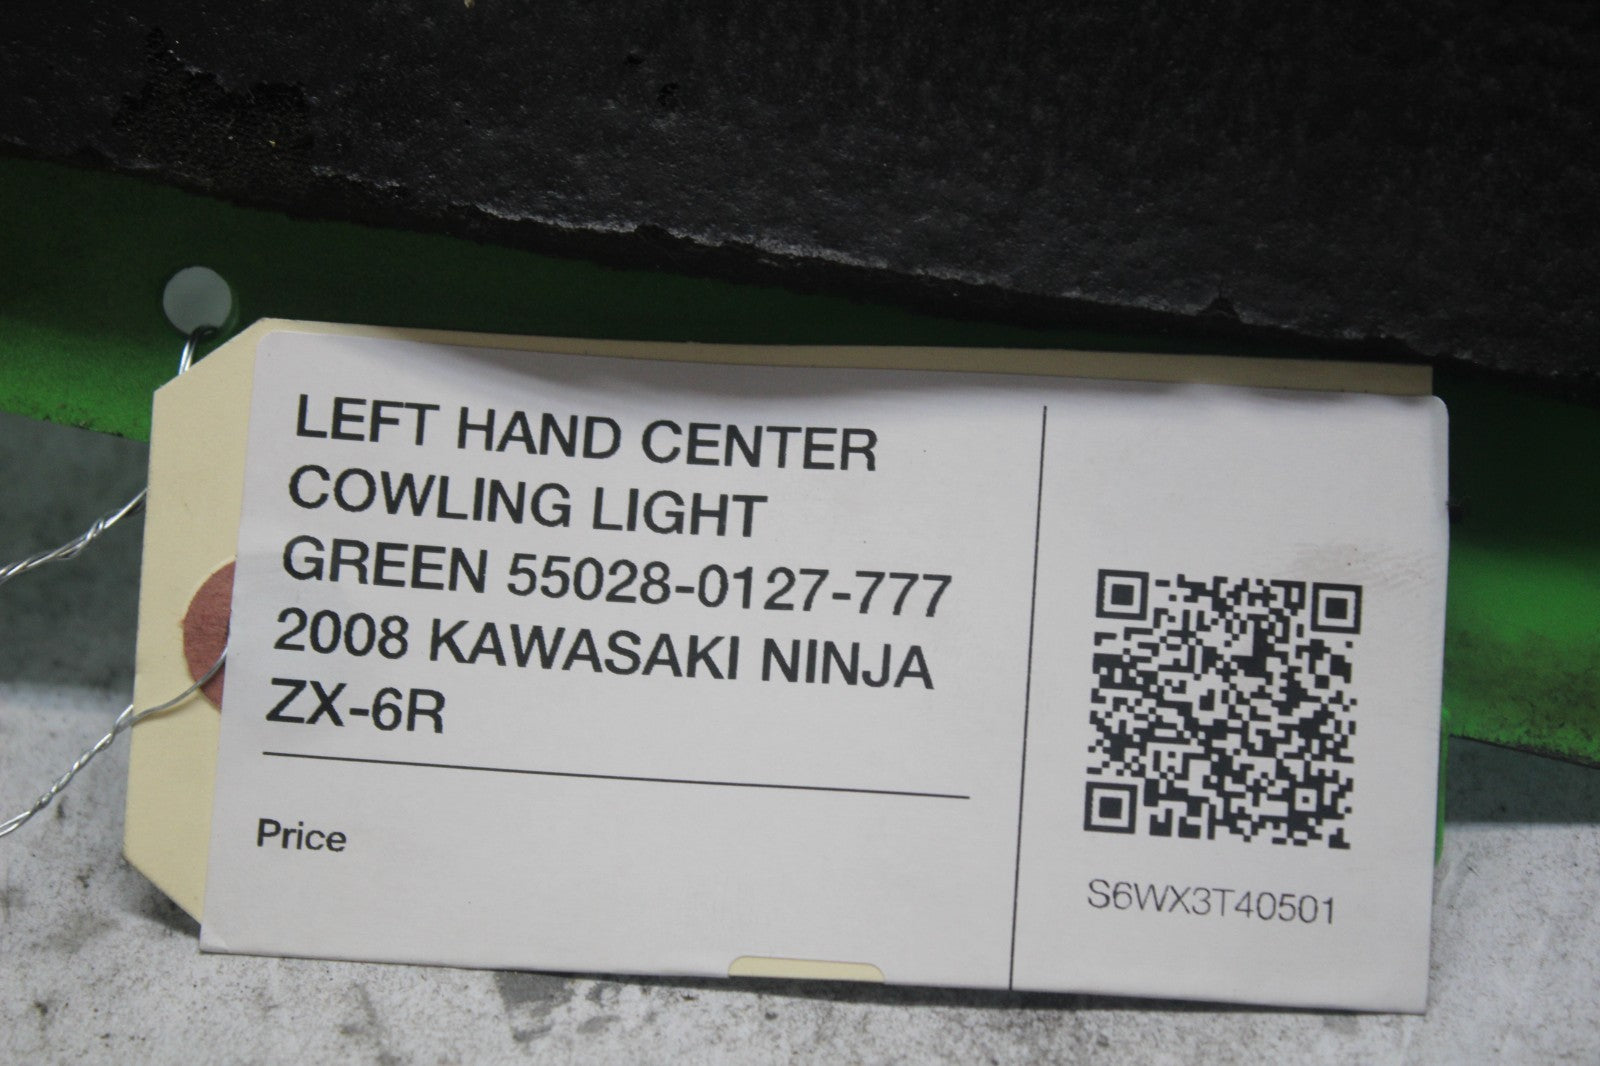 LEFT HAND CENTER
COWLING LIGHT
GREEN 55028-0127-777
2008 KAWASAKI NINJA
ZX-6R
Price
S6WX3T40501